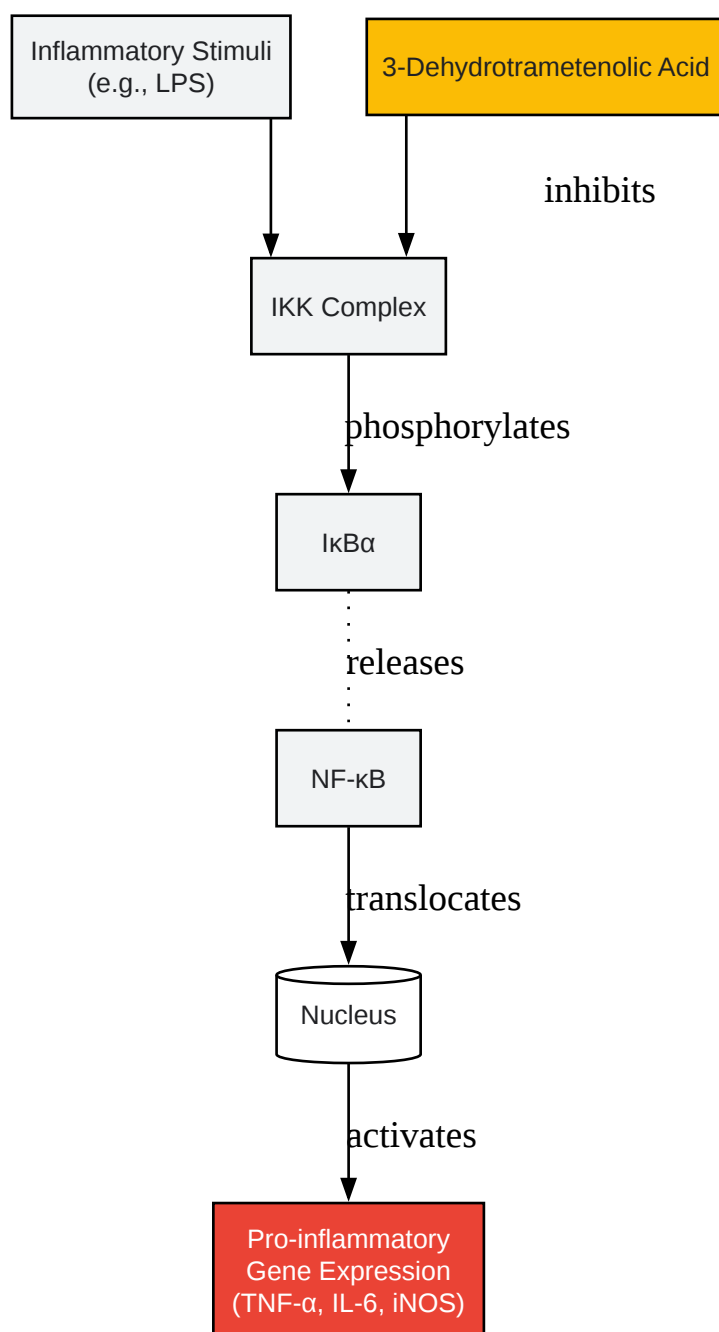 Inflammatory Stimuli
(e.g., LPS)
3-Dehydrotrametenolic Acid
inhibits
IKK Complex
phosphorylates
IκBα
releases
NF-κB
translocates
Nucleus
activates
Pro-inflammatory
Gene Expression
(TNF-α, IL-6, iNOS)